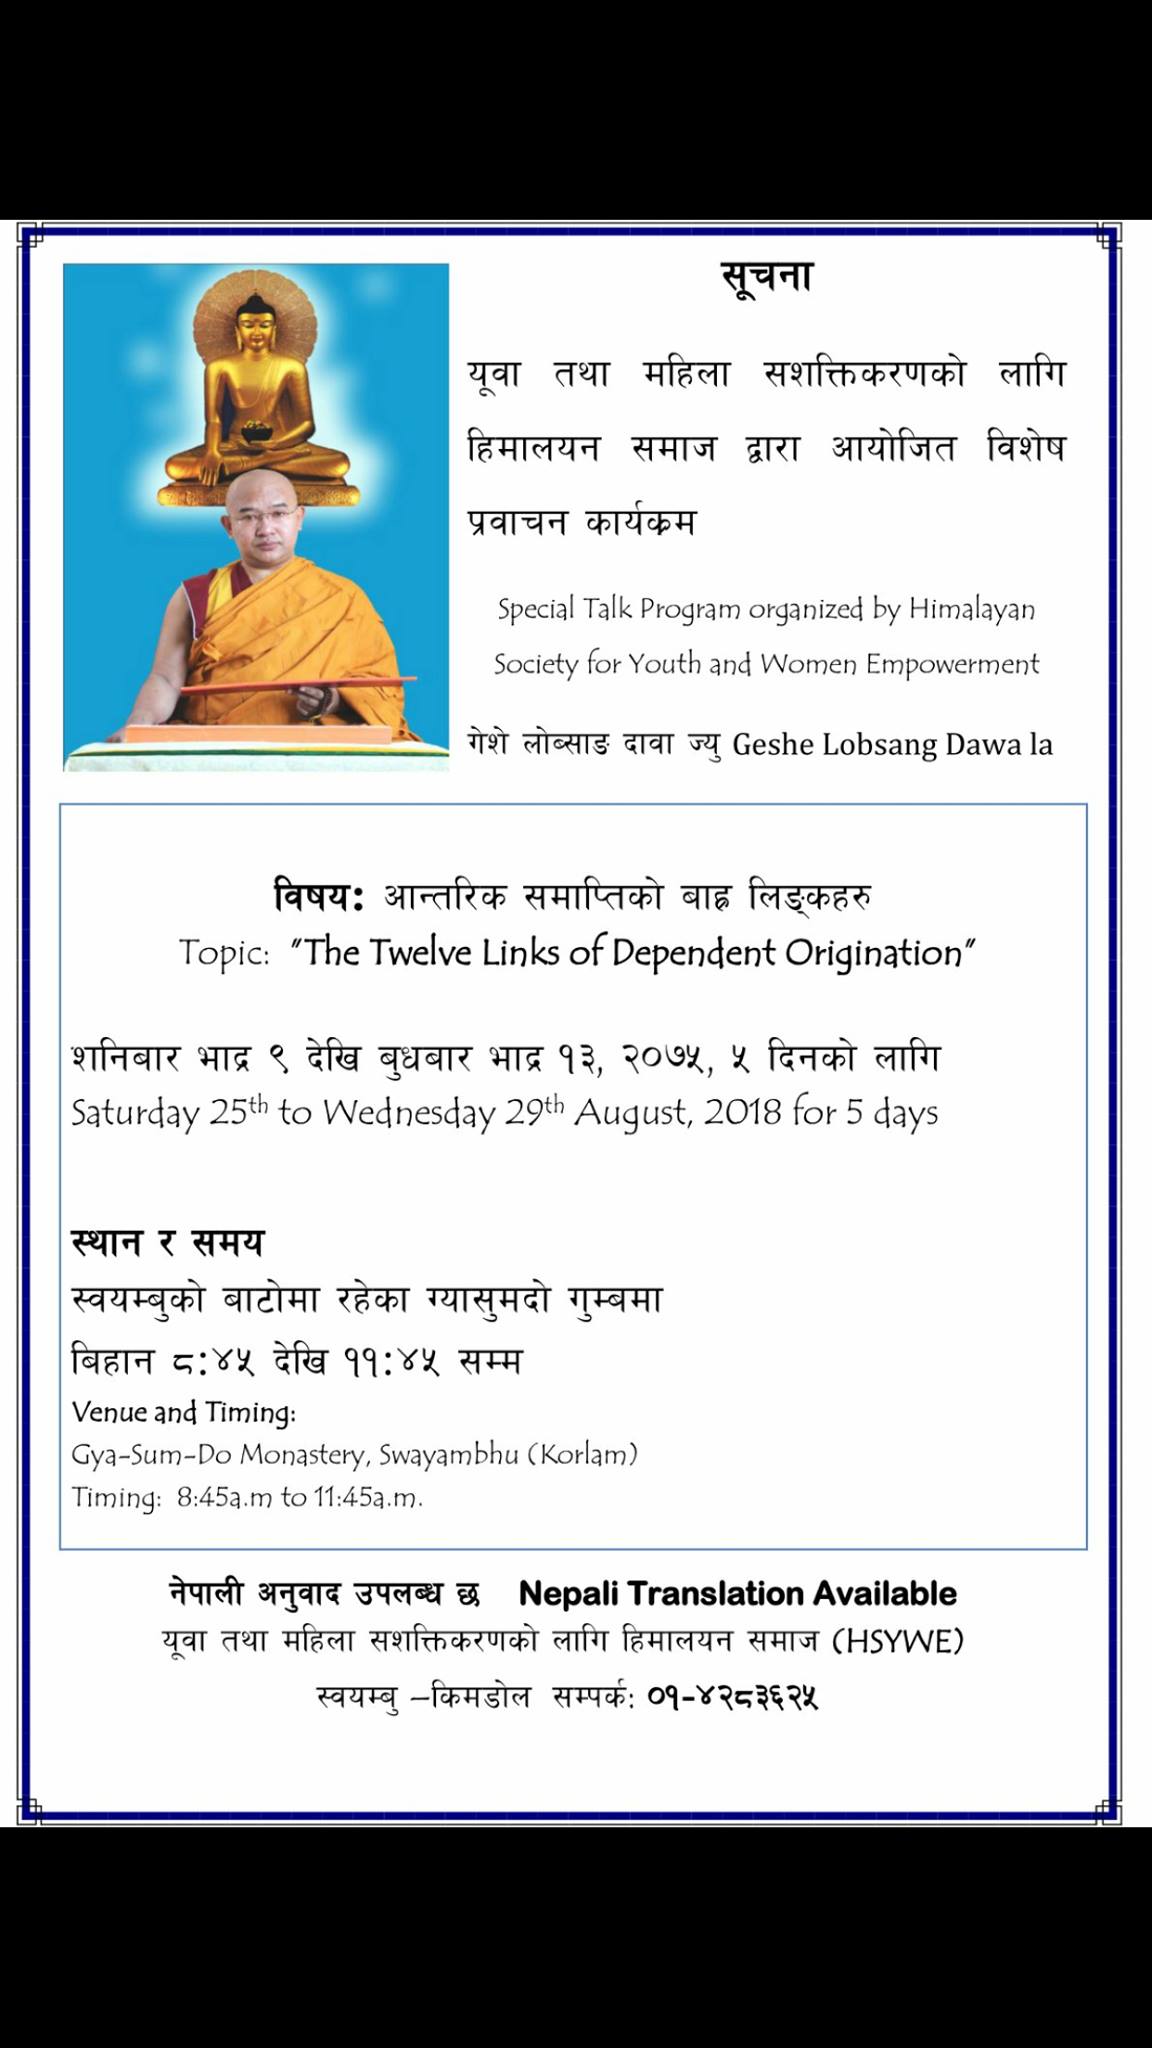 सूचना
यूवा तथा महिला सशक्तिकरणको लागि
हिमालयन समाज द्वारा आयोजित विशेष
प्रवाचन कार्यक्रम
Special Talk Program organized by Himalayan
Society for Youth and Women Empowerment
गेशे लोब्साङ दावा ज्यु Geshe Lobsang Dawa la
विषय: आन्तरिक समाप्तिको बाह्र लिङ्कहरु
Topic: "The Twelve Links of Dependent Origination"
शनिबार भाद्र ९ देखि बुधबार भाद्र १३, २०७५, ५ दिनको लागि
Saturday 25th to Wednesday 29th August, 2018 for 5 days
स्थान र समय
स्वयम्बुको बाटोमा रहेका ग्यासुमदो गुम्बमा
बिहान ८:४५ देखि ११:४५ सम्म
Venue and Timing:
Gya-Sum-Do Monastery, Swayambhu (Korlam)
Timing: 8:45a.m to 11:45a.m.
नेपाली अनुवाद उपलब्ध छ Nepali Translation Available
यूवा तथा महिला सशक्तिकरणको लागि हिमालयन समाज (HSYWE)
स्वयम्बु –किमडोल सम्पर्क: ०१-४२८३६२५